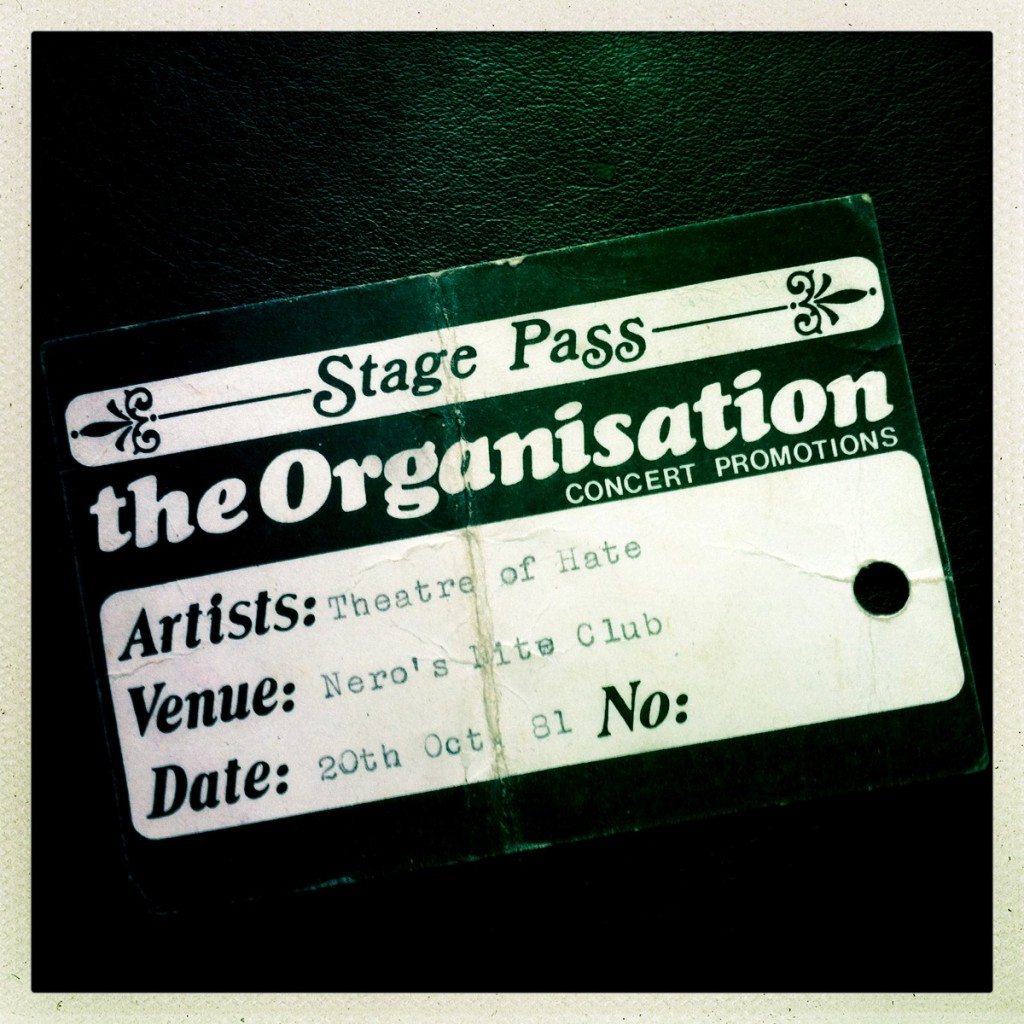 Stage Pass
the Organisation
CONCERT PROMOTIONS
Artists: Theatre of Hate
Venue: Nero's Nite Club
Date: 20th Oct. 81 No: